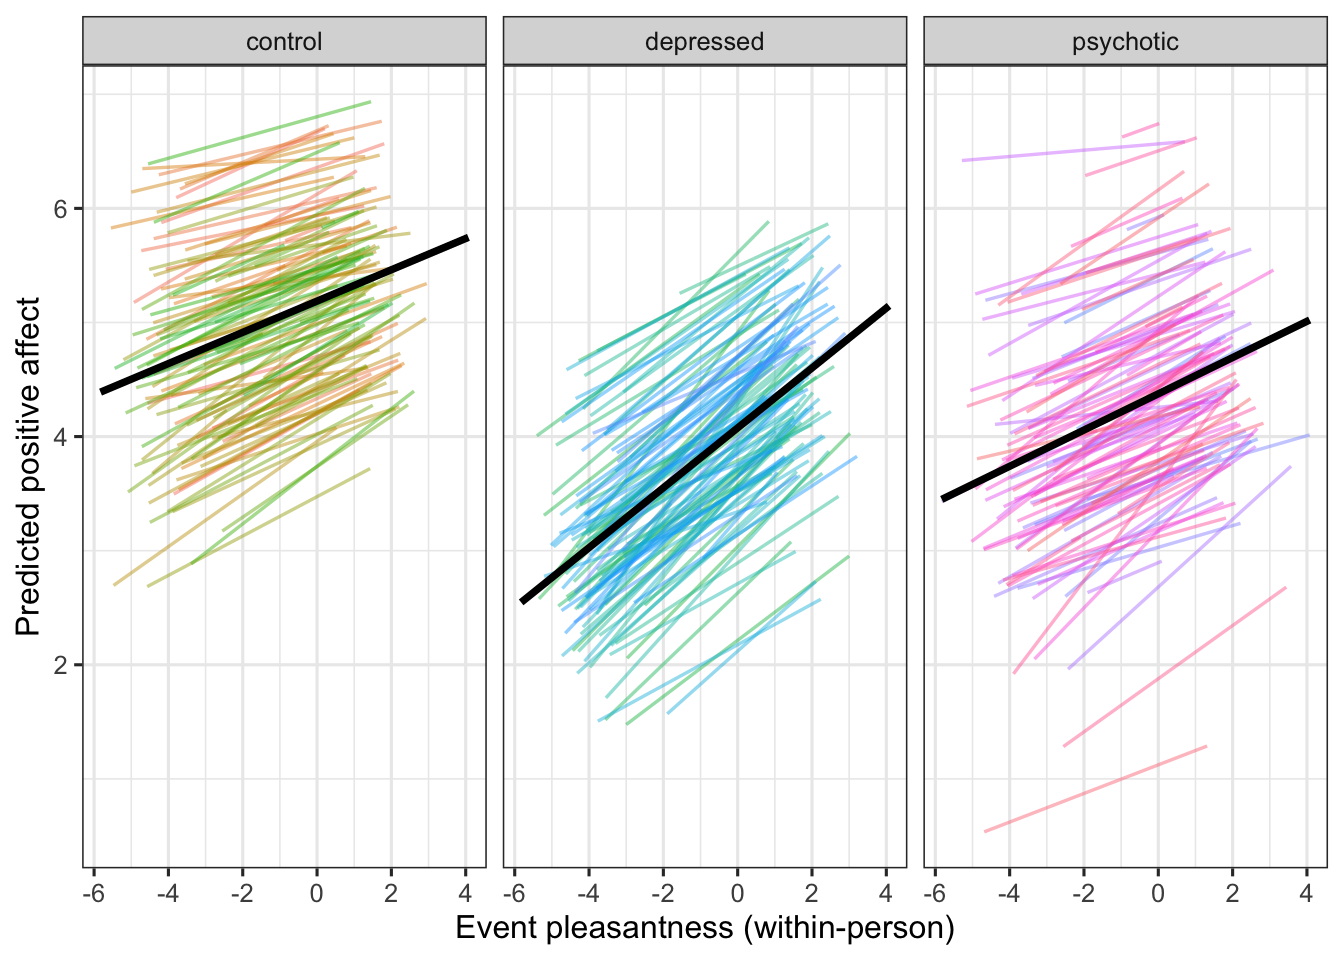 control depressed psychotic
Predicted positive affect
6
4
2
-6 -4 -2 0 2 4 -6 -4 -2 0 2 4 -6 -4 -2 0 2 4
Event pleasantness (within-person)